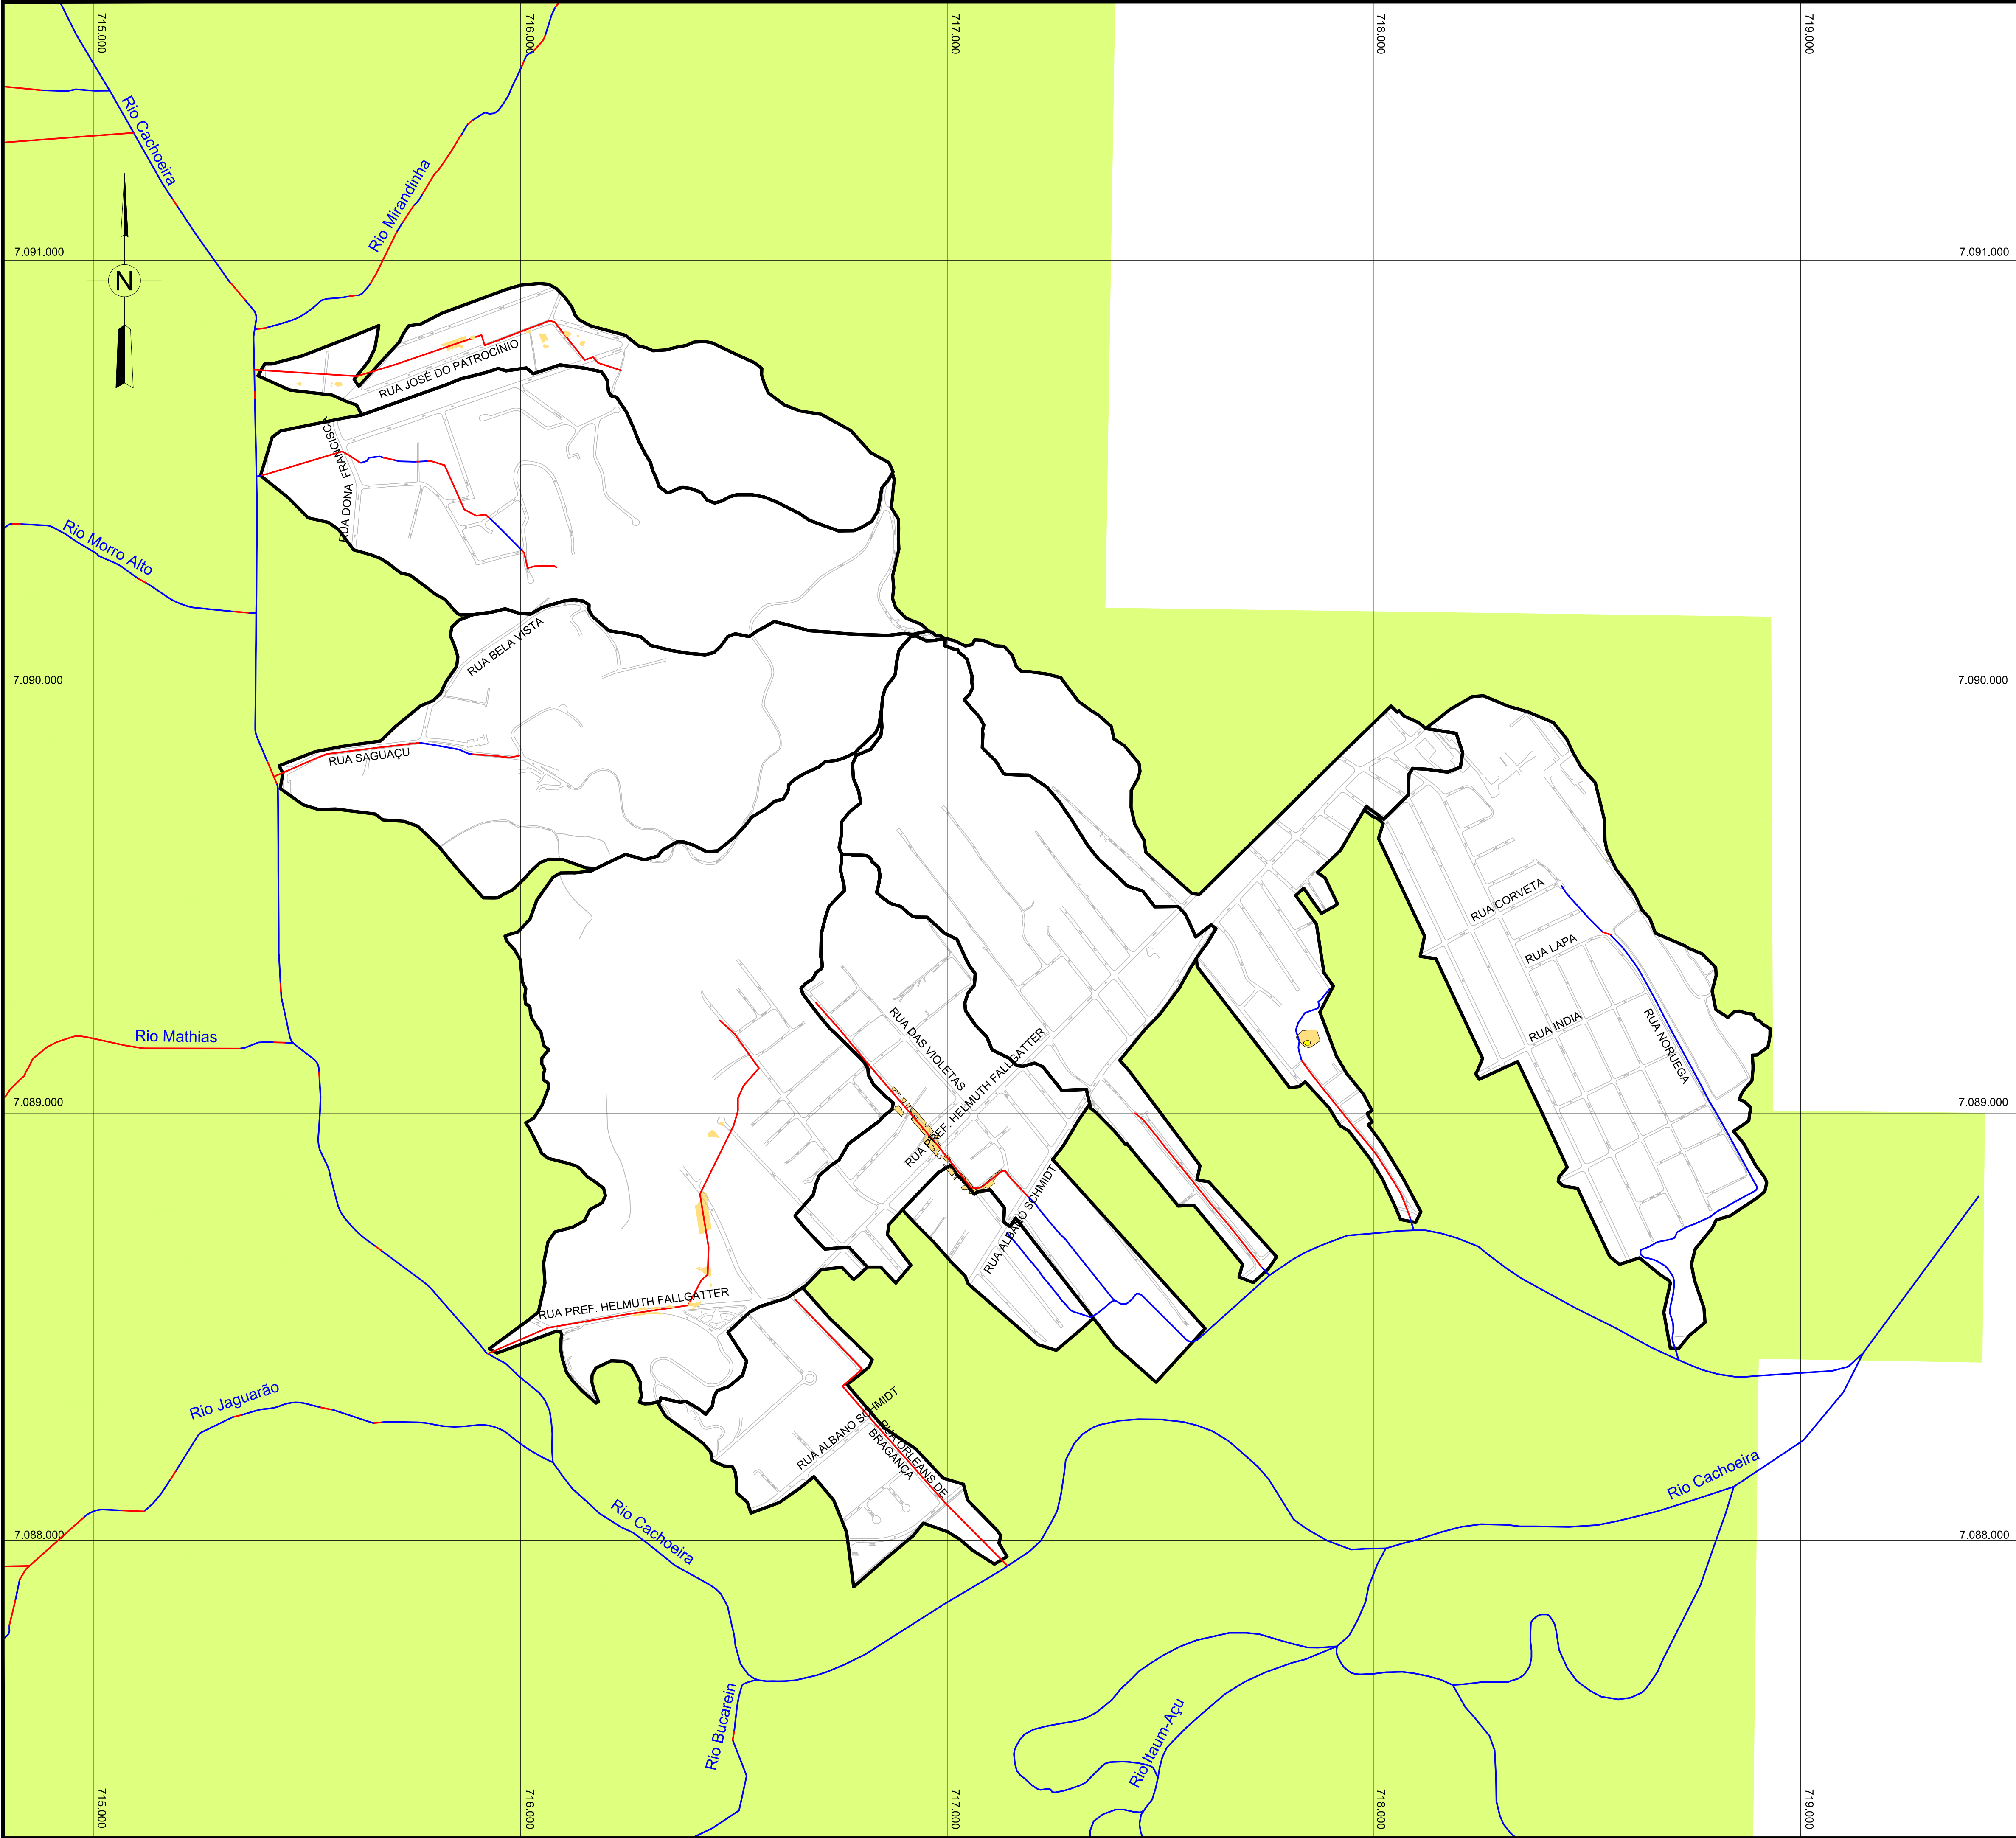 715.000
716.000
717.000
718.000
719.000
Rio Cachoeira
Rio Mirandinha
7.091.000
7.091.000
N
RUA JOSÉ DO PATROCÍNIO
RUA DONA FRANCISC
Rio Morro Alto
RUA BELA VISTA
7.090.000
7.090.000
RUA SAGUAÇU
RUA CORVETA
RUA LAPA
RUA INDIA
RUA NORUEGA
Rio Mathias
RUA DAS VIOLETAS
RUA PREF. HELMUTH FALLGATTER
7.089.000
7.089.000
RUA ALBANO SCHMIDT
RUA PREF. HELMUTH FALLGATTER
Rio Jaguarão
RUA ALBANO SCHMIDT
RUA ORLEANS DE
BRAGANÇA
Rio Cachoeira
Rio Cachoeira
7.088.000
7.088.000
Rio Bucarein
Rio Itaum-Açu
715.000
716.000
717.000
718.000
719.000